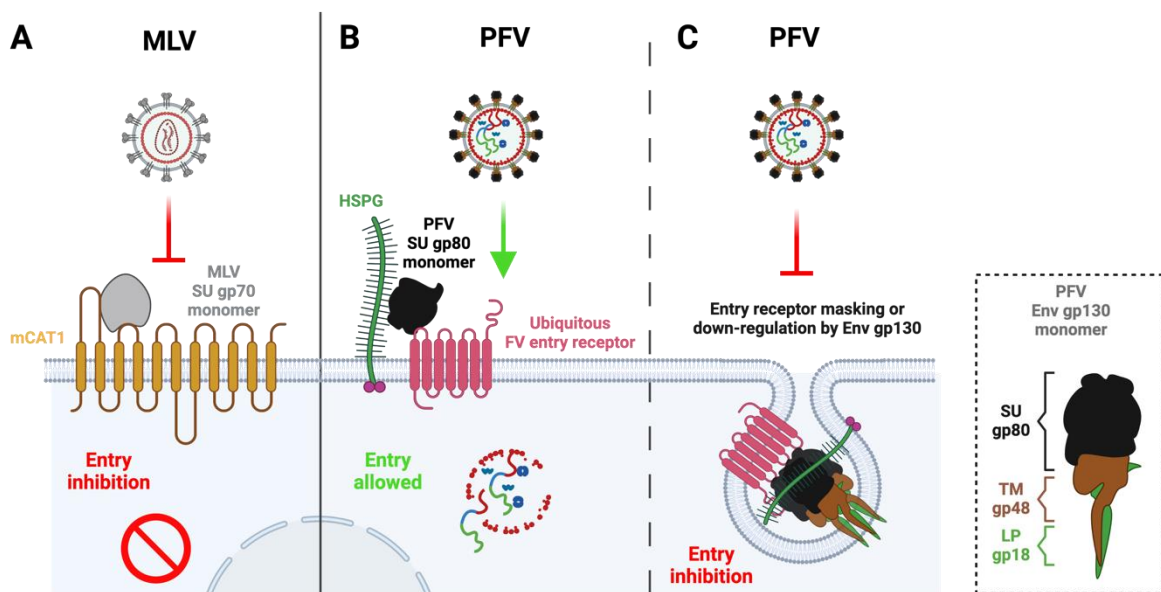 A
MLV
B
PFV
C
PFV
HSPG
PFV
SU gp80
monomer
MLV
SU gp70
monomer
mCAT1
Ubiquitous
FV entry receptor
Entry receptor masking or
down-regulation by Env gp130
Entry
inhibition
Entry
allowed
Entry
inhibition
PFV
Env gp130
monomer
SU
gp80
TM
gp48
LP
gp18